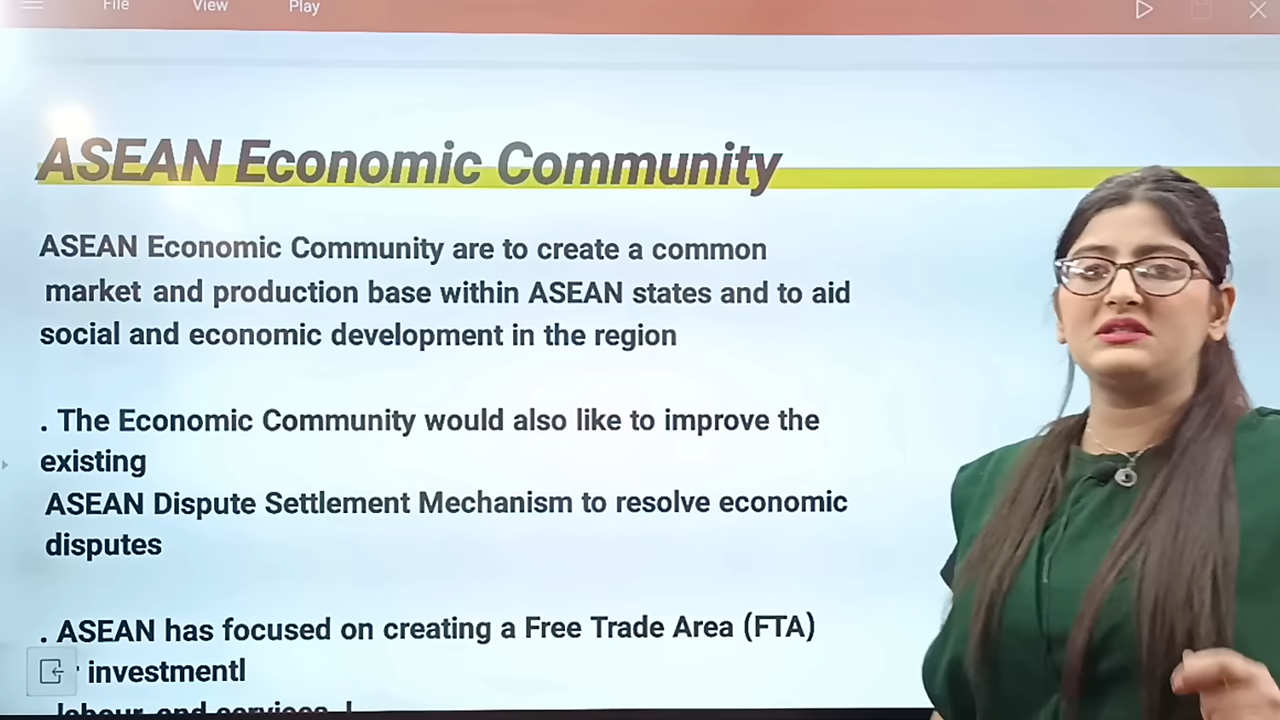 File View Play
ASEAN Economic Community
ASEAN Economic Community are to create a common
market and production base within ASEAN states and to aid
social and economic development in the region
. The Economic Community would also like to improve the
existing
ASEAN Dispute Settlement Mechanism to resolve economic
disputes
. ASEAN has focused on creating a Free Trade Area (FTA)
investmentl
labour and services